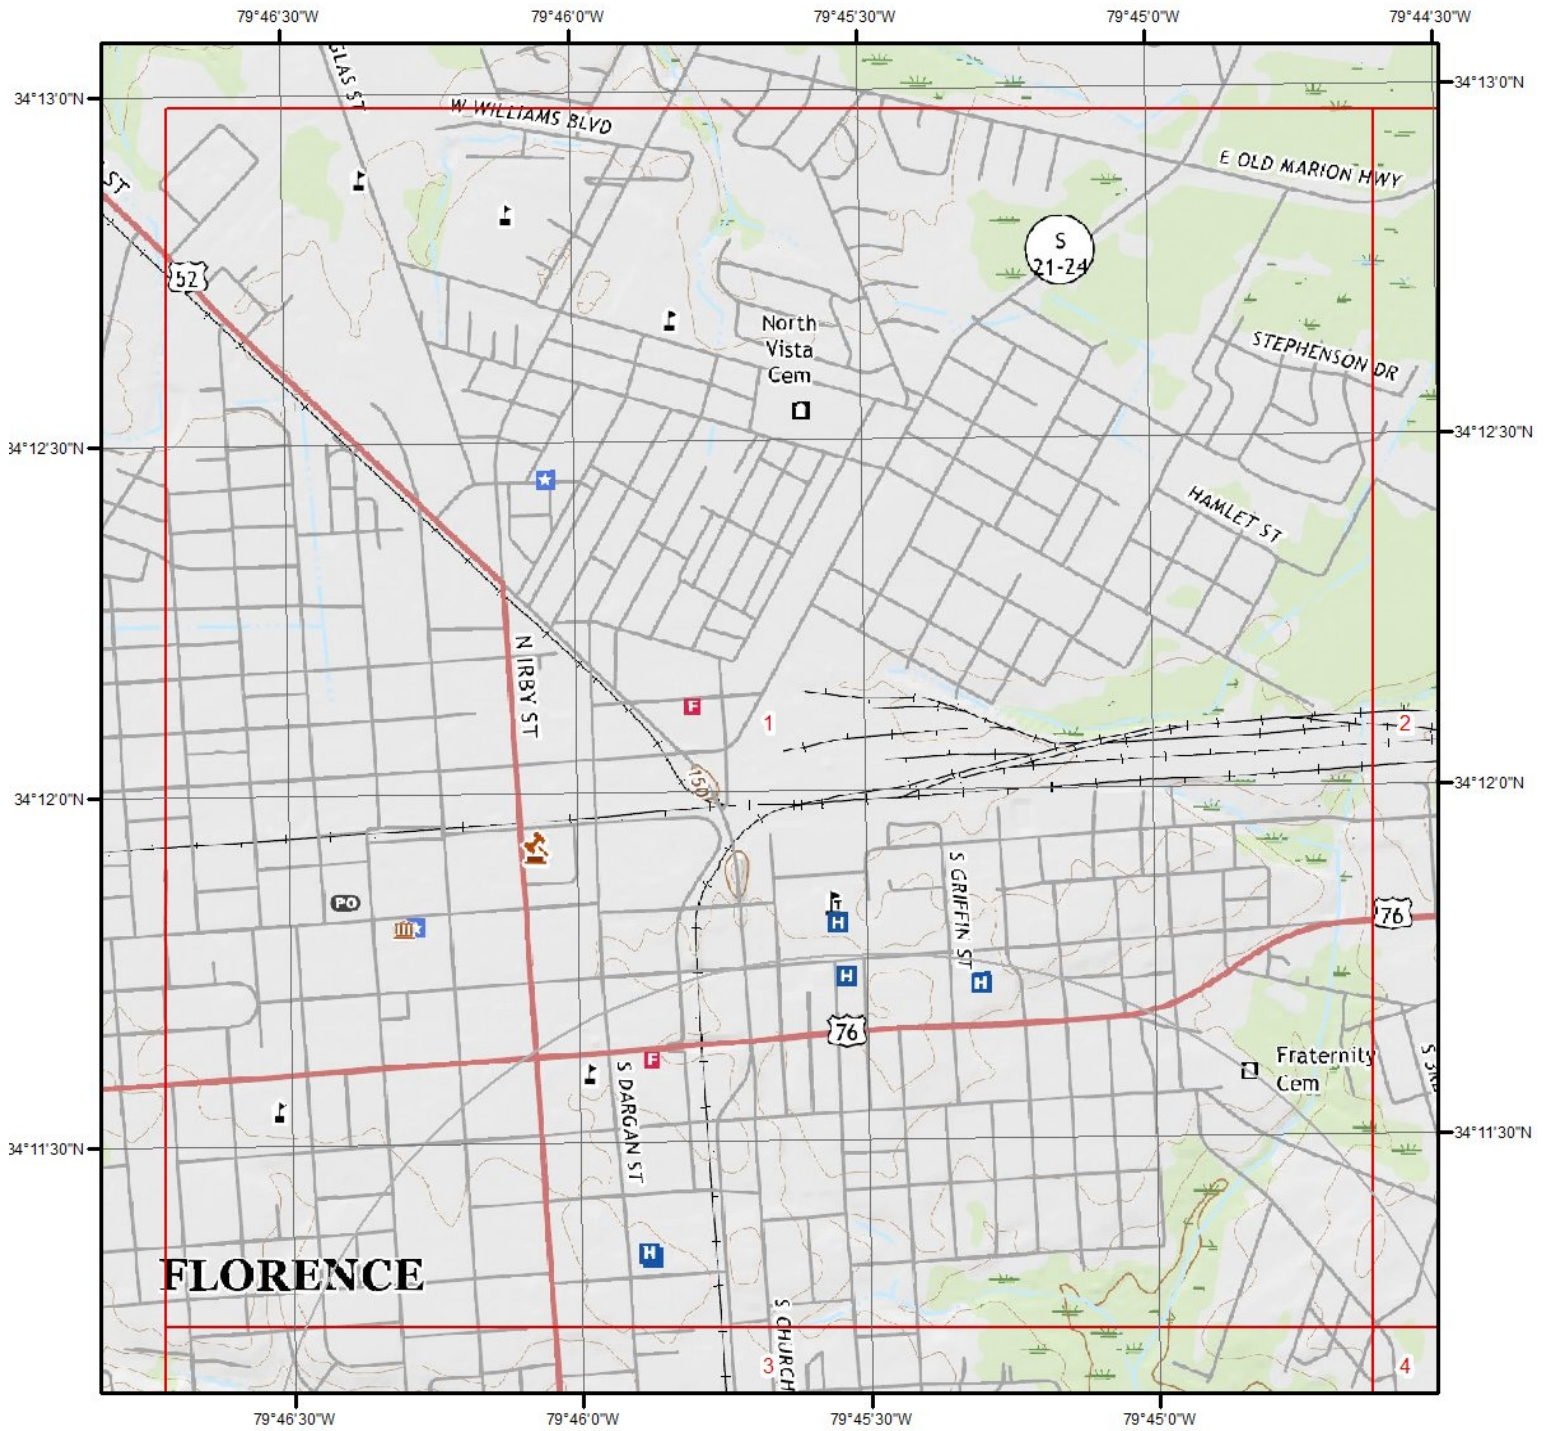 79°46'30"W 79°46'0"W 79°45'30"W 79°45'0"W 79°44'30"W
34°13'0"N 34°13'0"N
GLAS ST
W WILLIAMS BLVD
E OLD MARION HWY
ST
52
S
21-24
North
Vista
Cem
STEPHENSON DR
34°12'30"N 34°12'30"N
HAMLET ST
N IRBY ST
F
1 2
150
34°12'0"N 34°12'0"N
S GRIFFIN ST
PO
H
76
H
H
76
F
S DARGAN ST
Fraternity
Cem
34°11'30"N 34°11'30"N
H
FLORENCE
S CHURCH
3 4
79°46'30"W 79°46'0"W 79°45'30"W 79°45'0"W